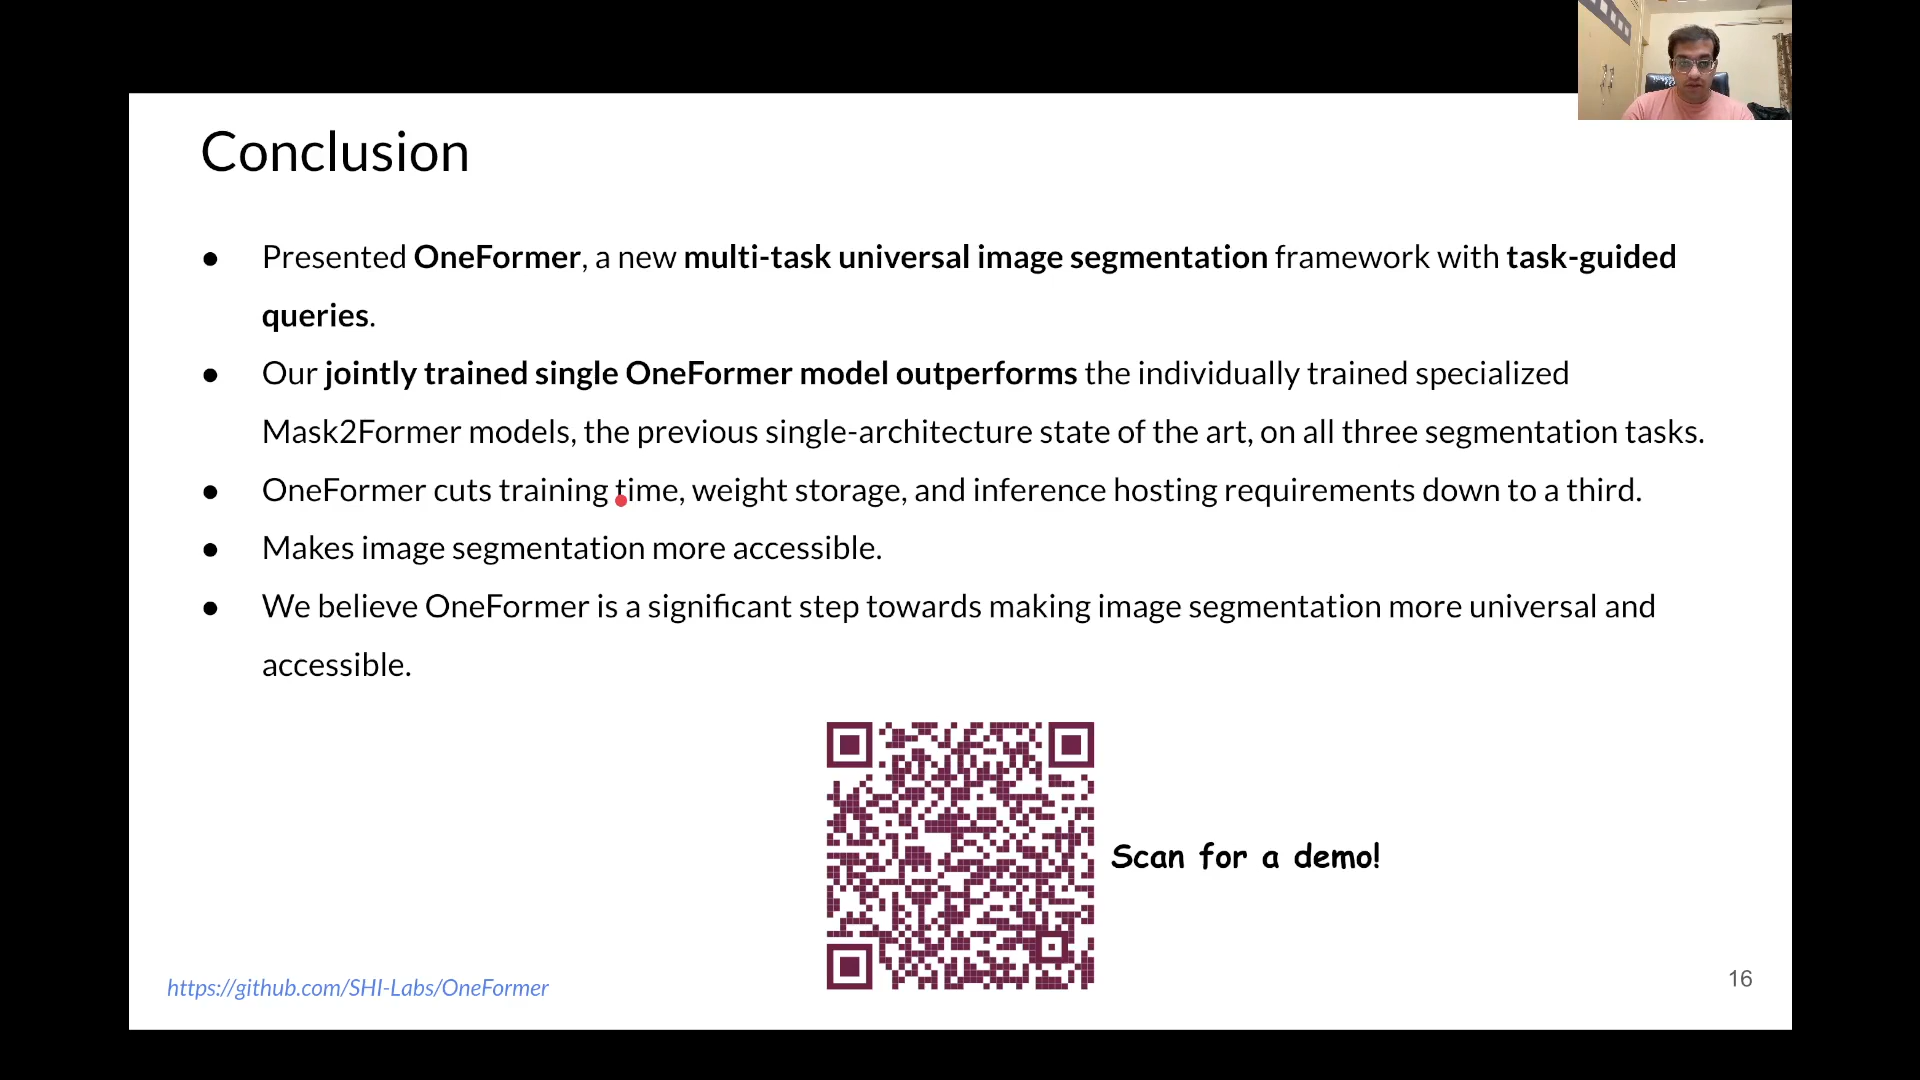 Conclusion
● Presented OneFormer, a new multi-task universal image segmentation framework with task-guided
queries.
● Our jointly trained single OneFormer model outperforms the individually trained specialized
Mask2Former models, the previous single-architecture state of the art, on all three segmentation tasks.
● OneFormer cuts training time, weight storage, and inference hosting requirements down to a third.
● Makes image segmentation more accessible.
● We believe OneFormer is a significant step towards making image segmentation more universal and
accessible.
Scan for a demo!
https://github.com/SHI-Labs/OneFormer
16